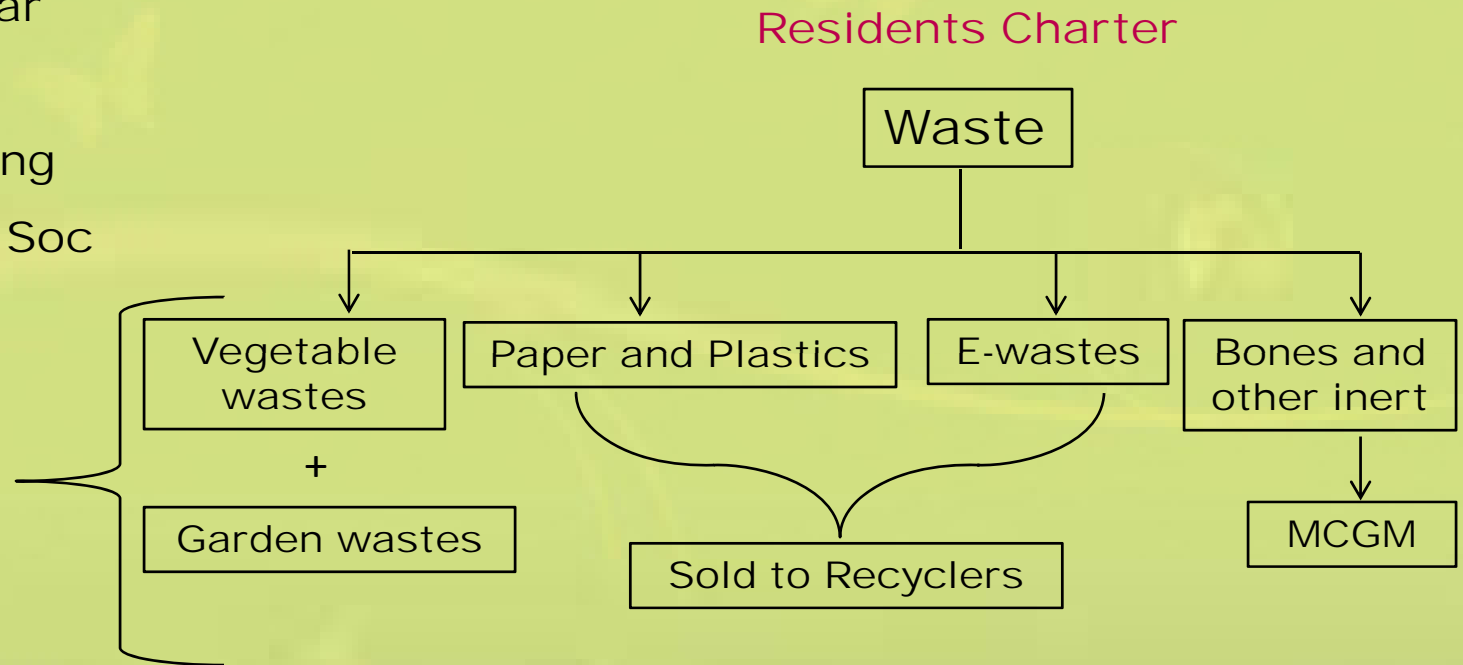 ar
ng
Soc
Residents Charter
Waste
Vegetable
wastes
+
Garden wastes
Paper and Plastics
E-wastes
Sold to Recyclers
Bones and
other inert
MCGM